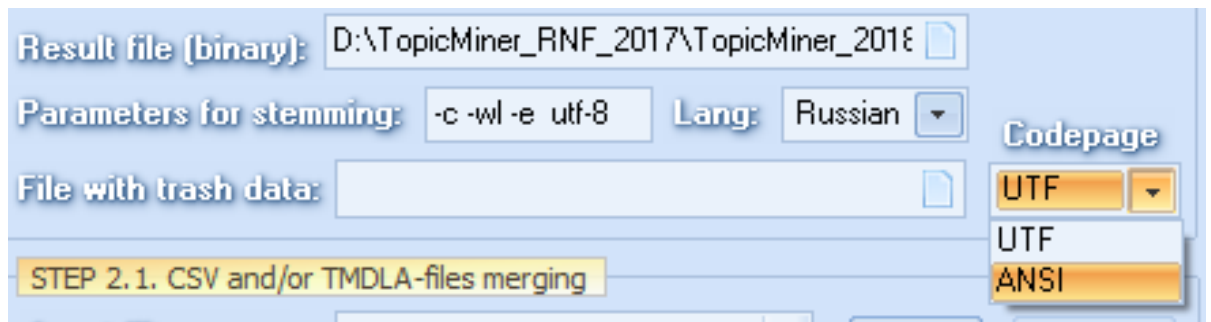 Result file (binary): D:\TopicMiner_RNF_2017\TopicMiner_2018
Parameters for stemming: -c -wl -e utf-8 Lang: Russian
Codepage
File with trash data: UTF
UTF
STEP 2.1. CSV and/or TMDLA-files merging
ANSI